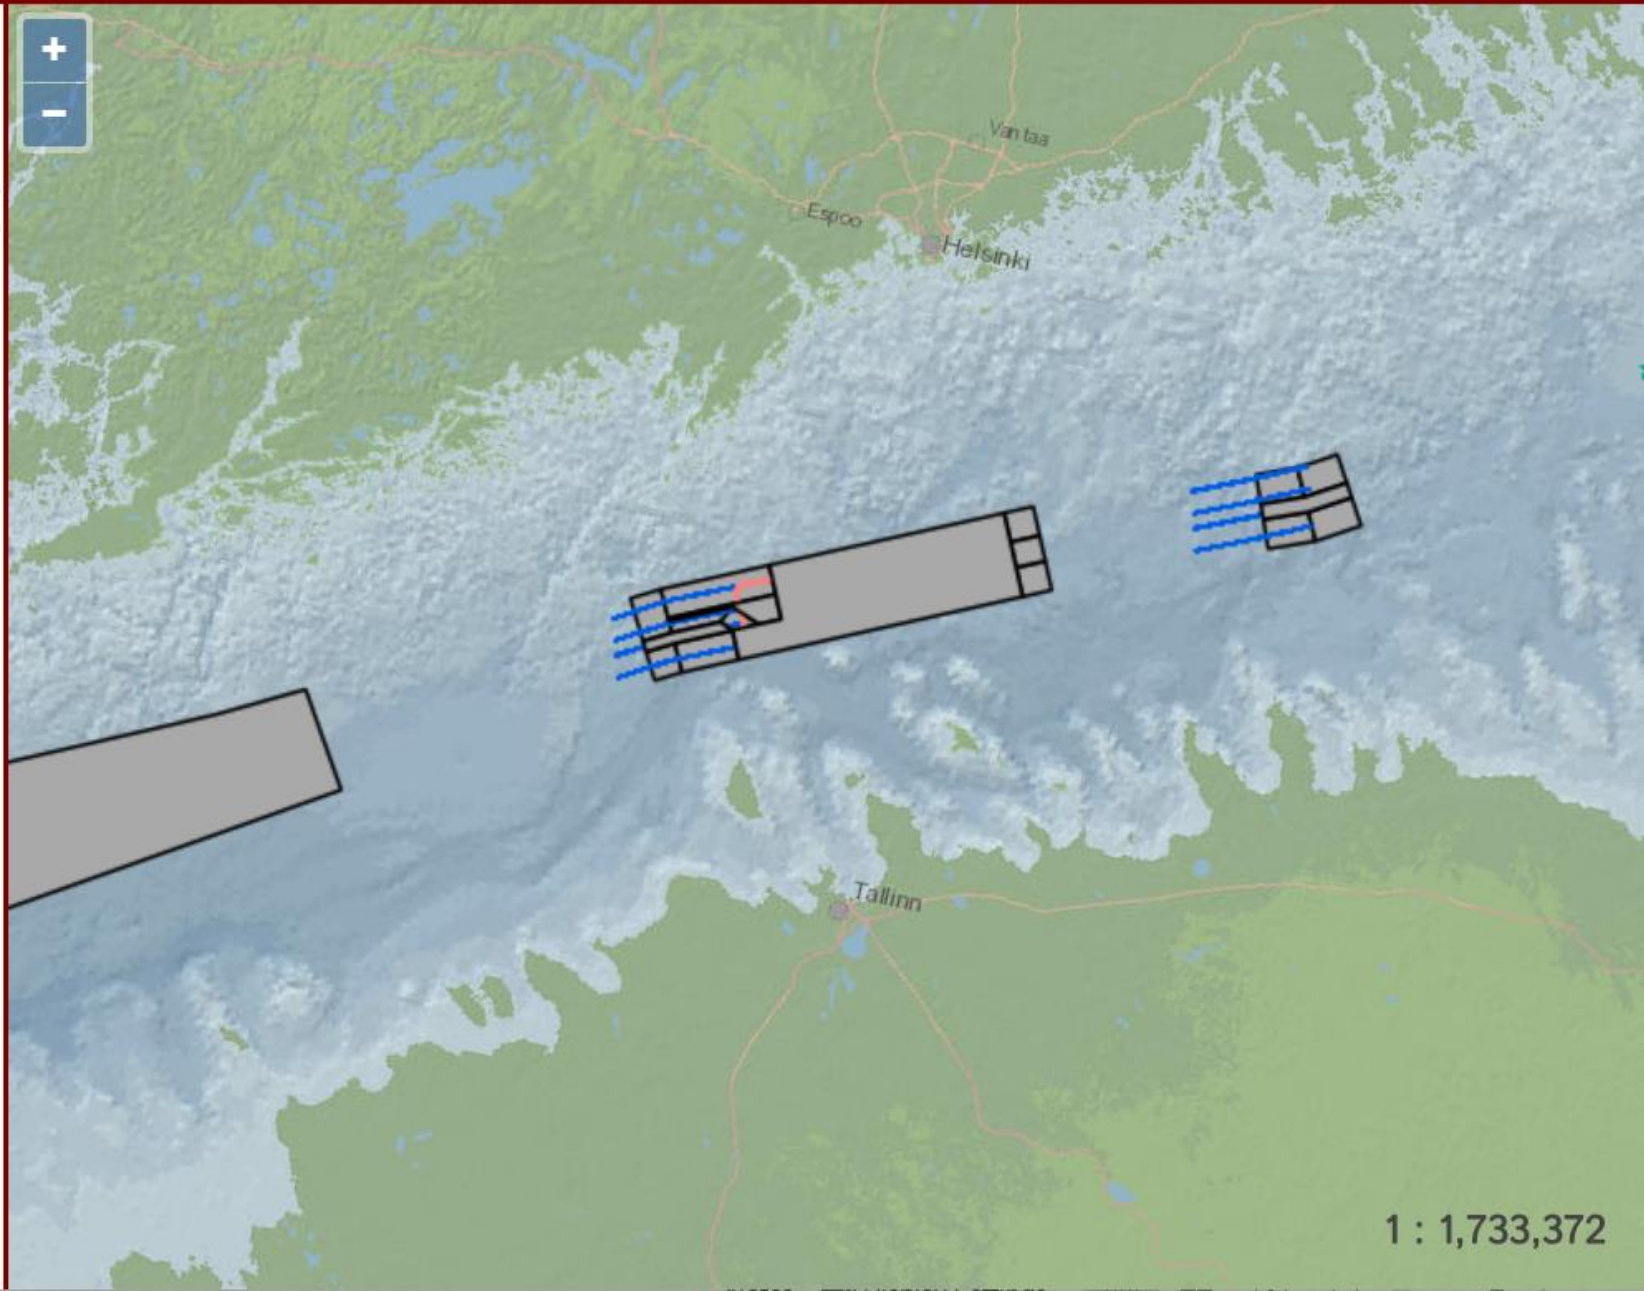 +
−
Vantaa
Espoo
Helsinki
Tallinn
1 : 1,733,372